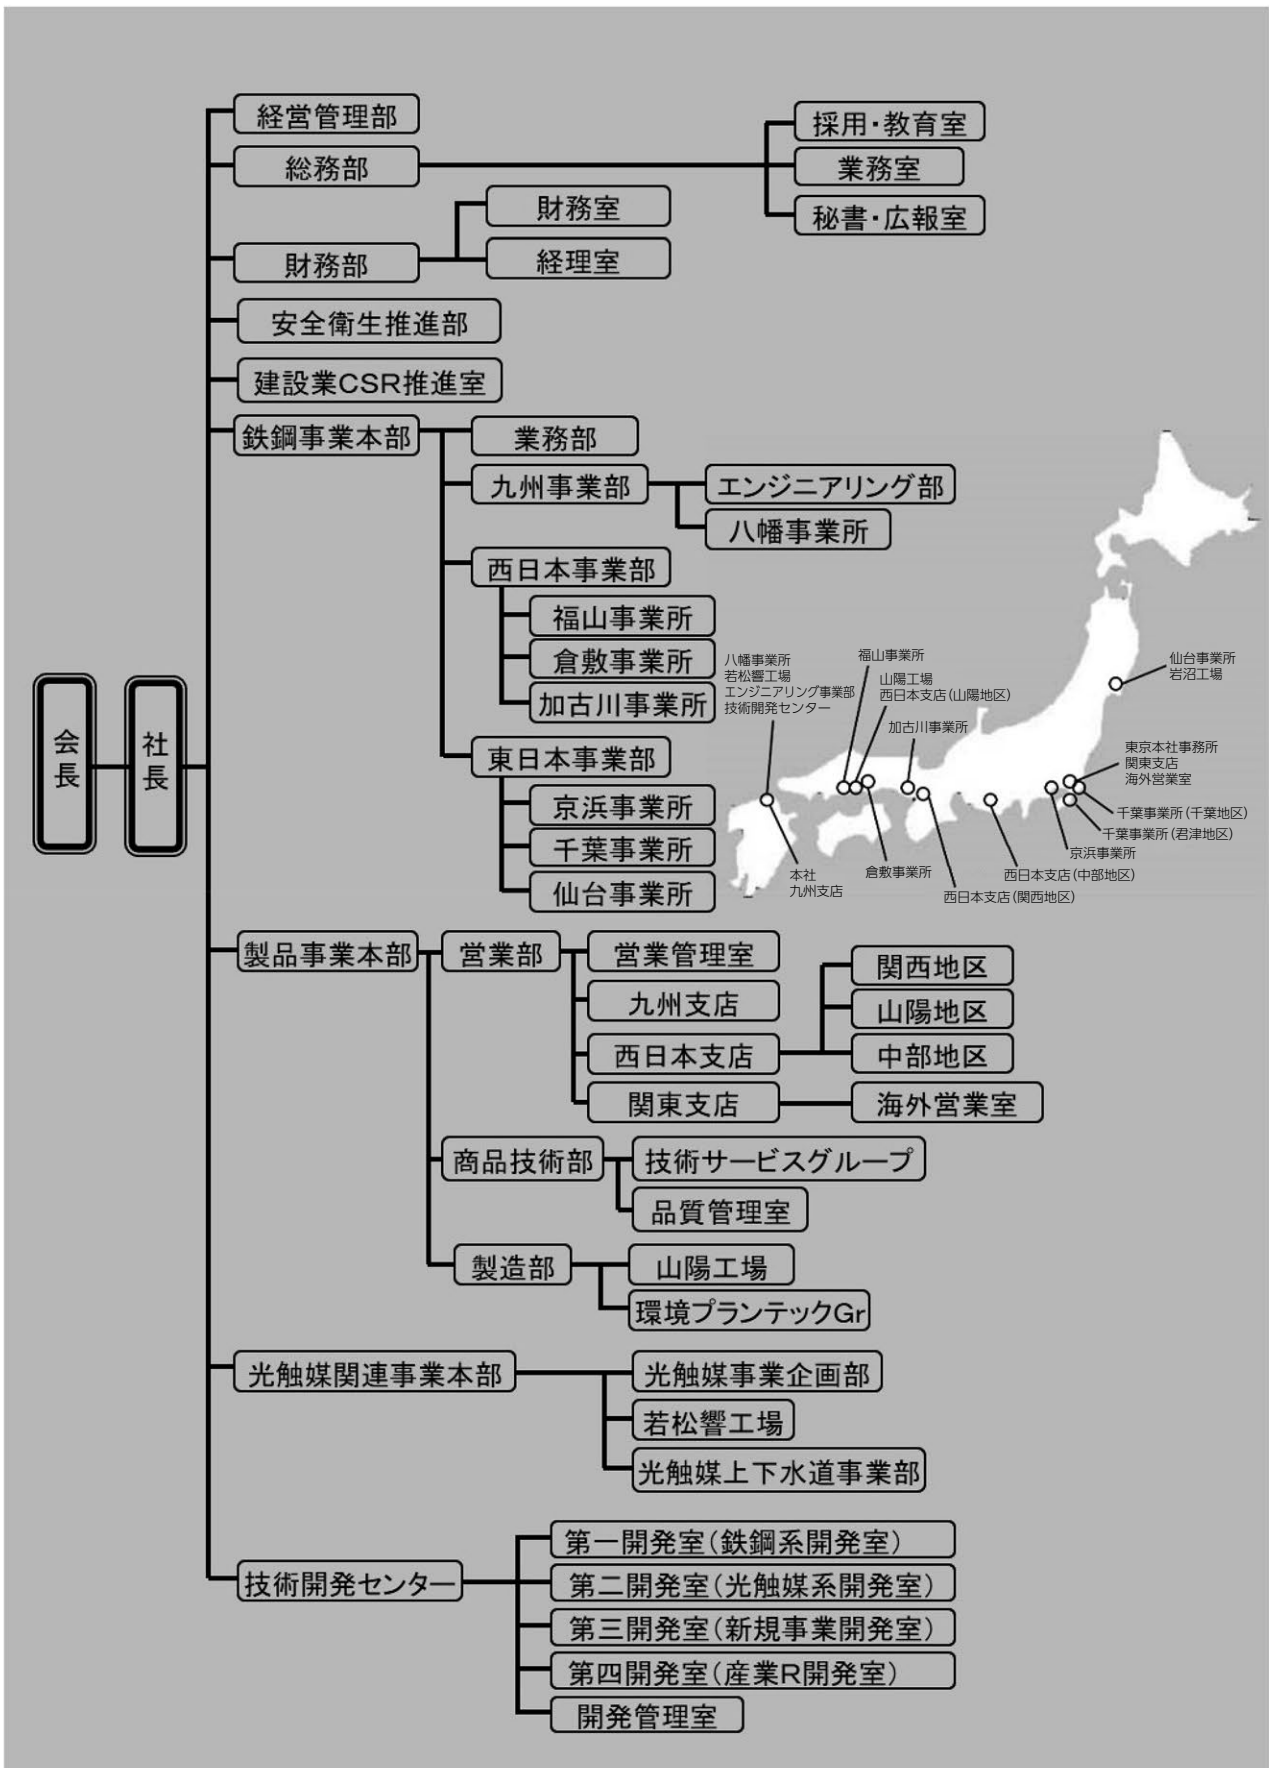 会長
社長
経営管理部
総務部
採用・教育室
業務室
秘書・広報室
財務部
財務室
経理室
安全衛生推進部
建設業CSR推進室
鉄鋼事業本部
業務部
九州事業部
エンジニアリング部
八幡事業所
西日本事業部
福山事業所
倉敷事業所
加古川事業所
東日本事業部
京浜事業所
千葉事業所
仙台事業所
八幡事業所
若松響工場
エンジニアリング事業部
技術開発センター
福山事業所
山陽工場
西日本支店(山陽地区)
加古川事業所
仙台事業所
岩沼工場
東京本社事務所
関東支店
海外営業室
千葉事業所(千葉地区)
千葉事業所(君津地区)
京浜事業所
西日本支店(中部地区)
西日本支店(関西地区)
倉敷事業所
本社
九州支店
製品事業本部
営業部
営業管理室
九州支店
西日本支店
関西地区
山陽地区
中部地区
関東支店
海外営業室
商品技術部
技術サービスグループ
品質管理室
製造部
山陽工場
環境プランテックGr
光触媒関連事業本部
光触媒事業企画部
若松響工場
光触媒上下水道事業部
技術開発センター
第一開発室(鉄鋼系開発室)
第二開発室(光触媒系開発室)
第三開発室(新規事業開発室)
第四開発室(産業R開発室)
開発管理室